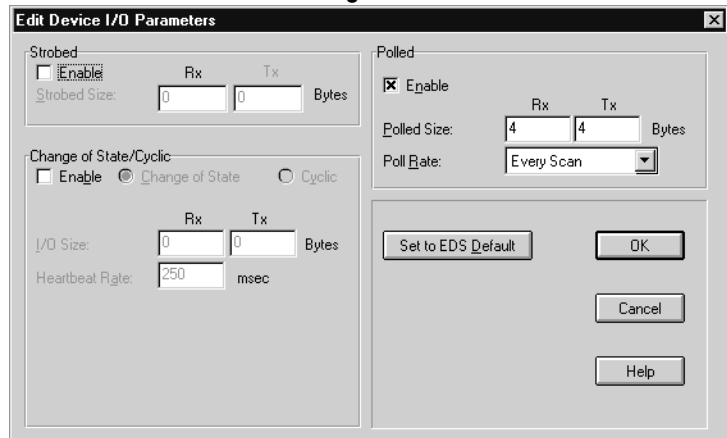 Edit Device I/O Parameters
Strobed
Enable
Rx Tx
Strobed Size: 0 0 Bytes
Change of State/Cyclic
Enable Change of State Cyclic
Rx Tx
I/O Size: 0 0 Bytes
Heartbeat Rate: 250 msec
Polled
Enable
Rx Tx
Polled Size: 4 4 Bytes
Poll Rate: Every Scan
Set to EDS Default
OK
Cancel
Help